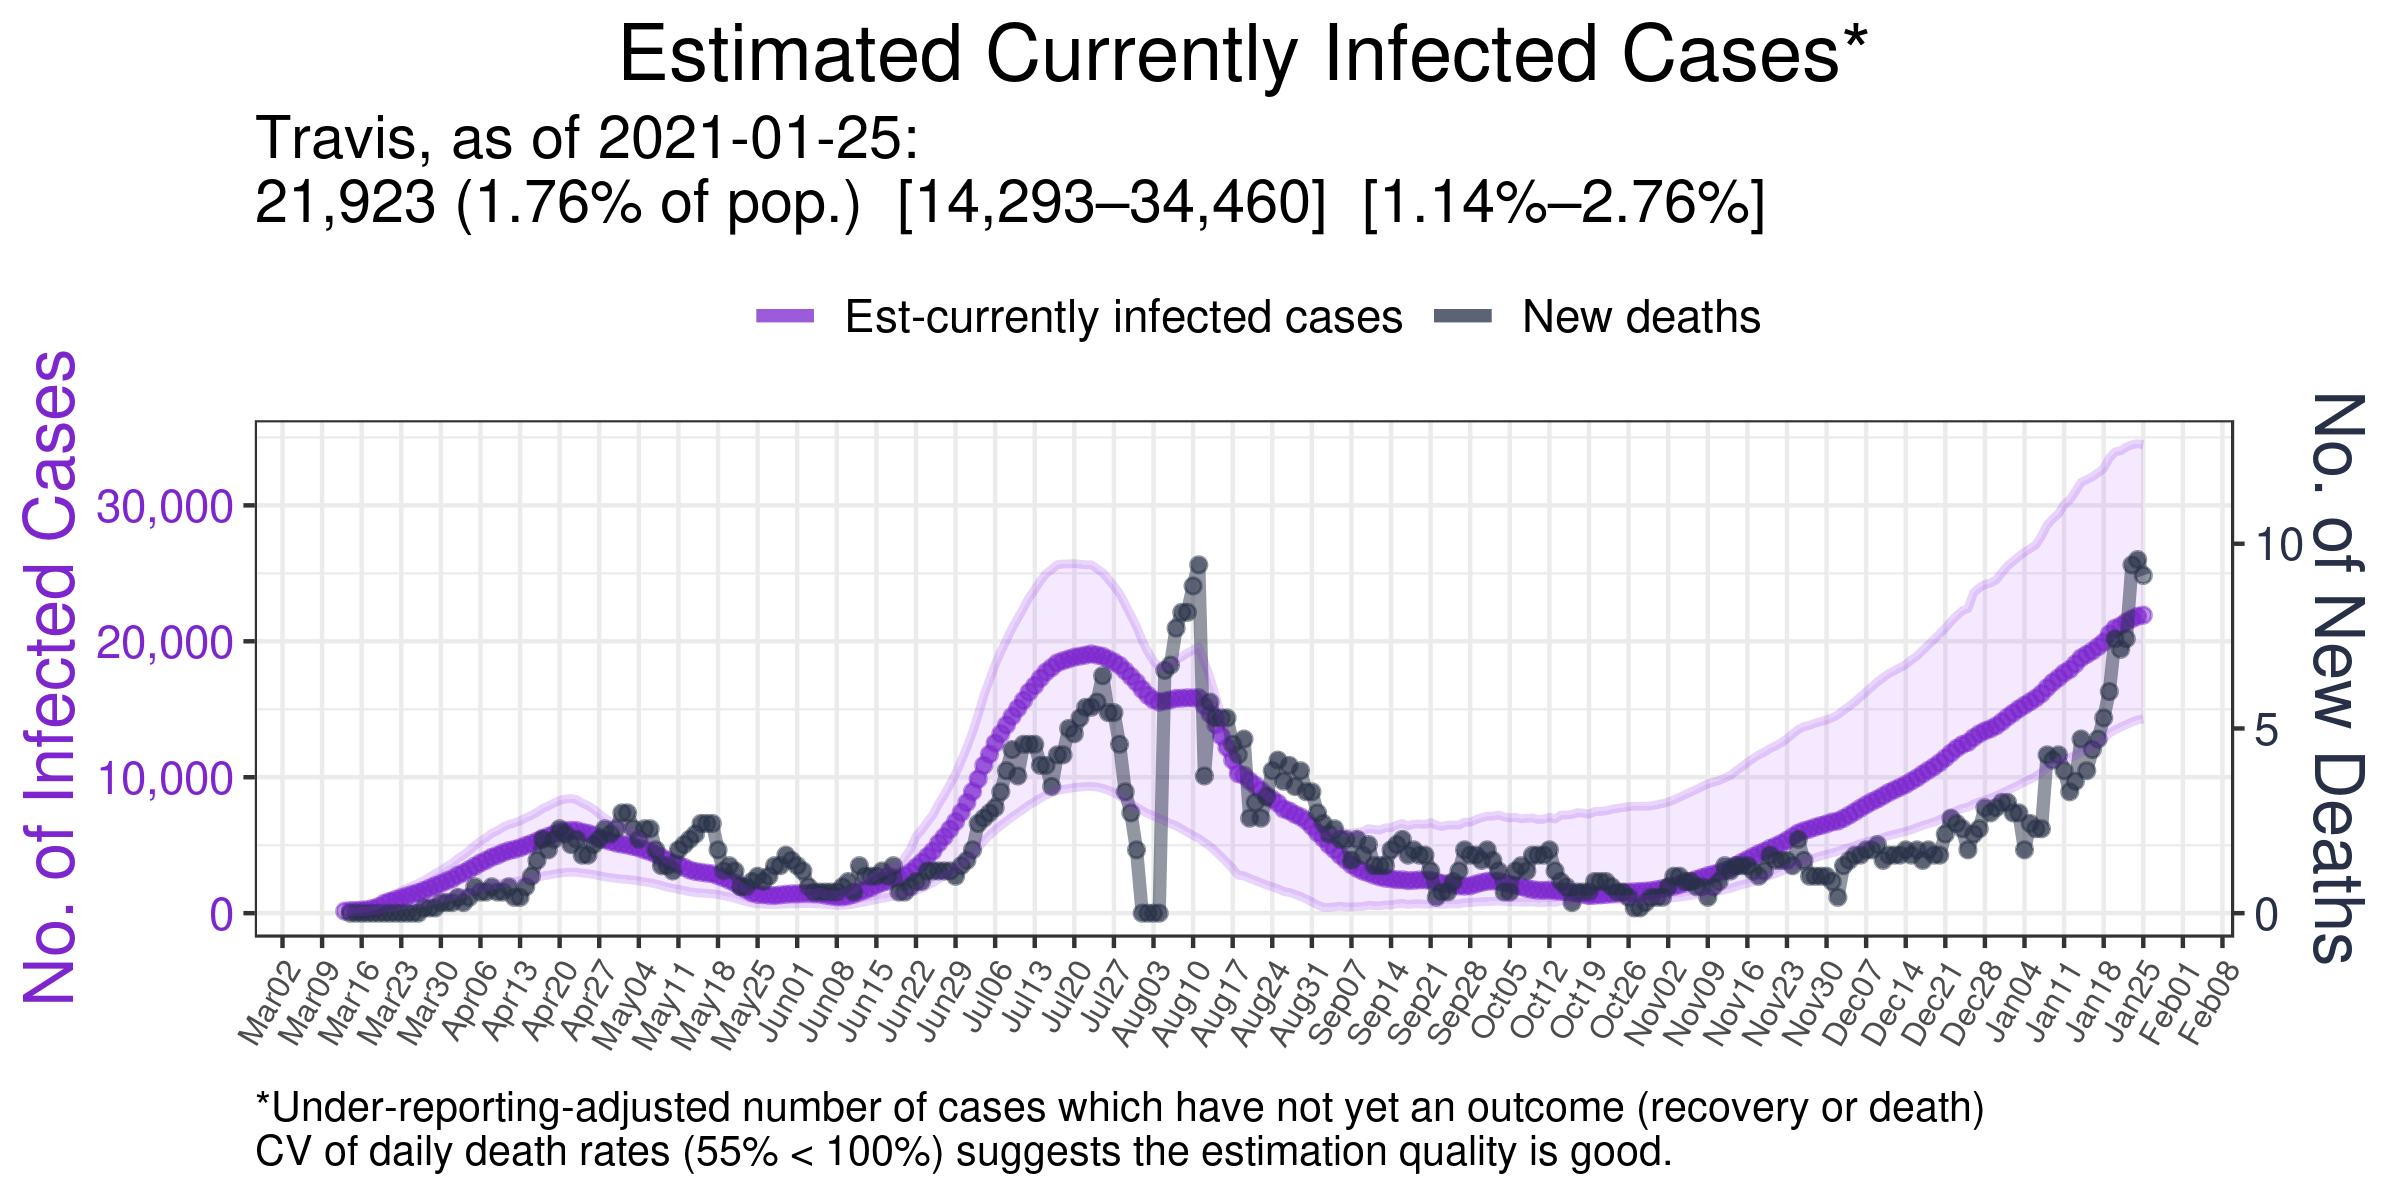 Estimated Currently Infected Cases*
Travis, as of 2021-01-25:
21,923 (1.76% of pop.)  [14,293–34,460]  [1.14%–2.76%]
Est-currently infected cases
New deaths
No. of Infected Cases
30,000
20,000
10,000
0
10
5
0
No. of New Deaths
Mar02
Mar09
Mar16
Mar23
Mar30
Apr06
Apr13
Apr20
Apr27
May04
May11
May18
May25
Jun01
Jun08
Jun15
Jun22
Jun29
Jul06
Jul13
Jul20
Jul27
Aug03
Aug10
Aug17
Aug24
Aug31
Sep07
Sep14
Sep21
Sep28
Oct05
Oct12
Oct19
Oct26
Nov02
Nov09
Nov16
Nov23
Nov30
Dec07
Dec14
Dec21
Dec28
Jan04
Jan11
Jan18
Jan25
Feb01
Feb08
*Under-reporting-adjusted number of cases which have not yet an outcome (recovery or death)
CV of daily death rates (55% < 100%) suggests the estimation quality is good.